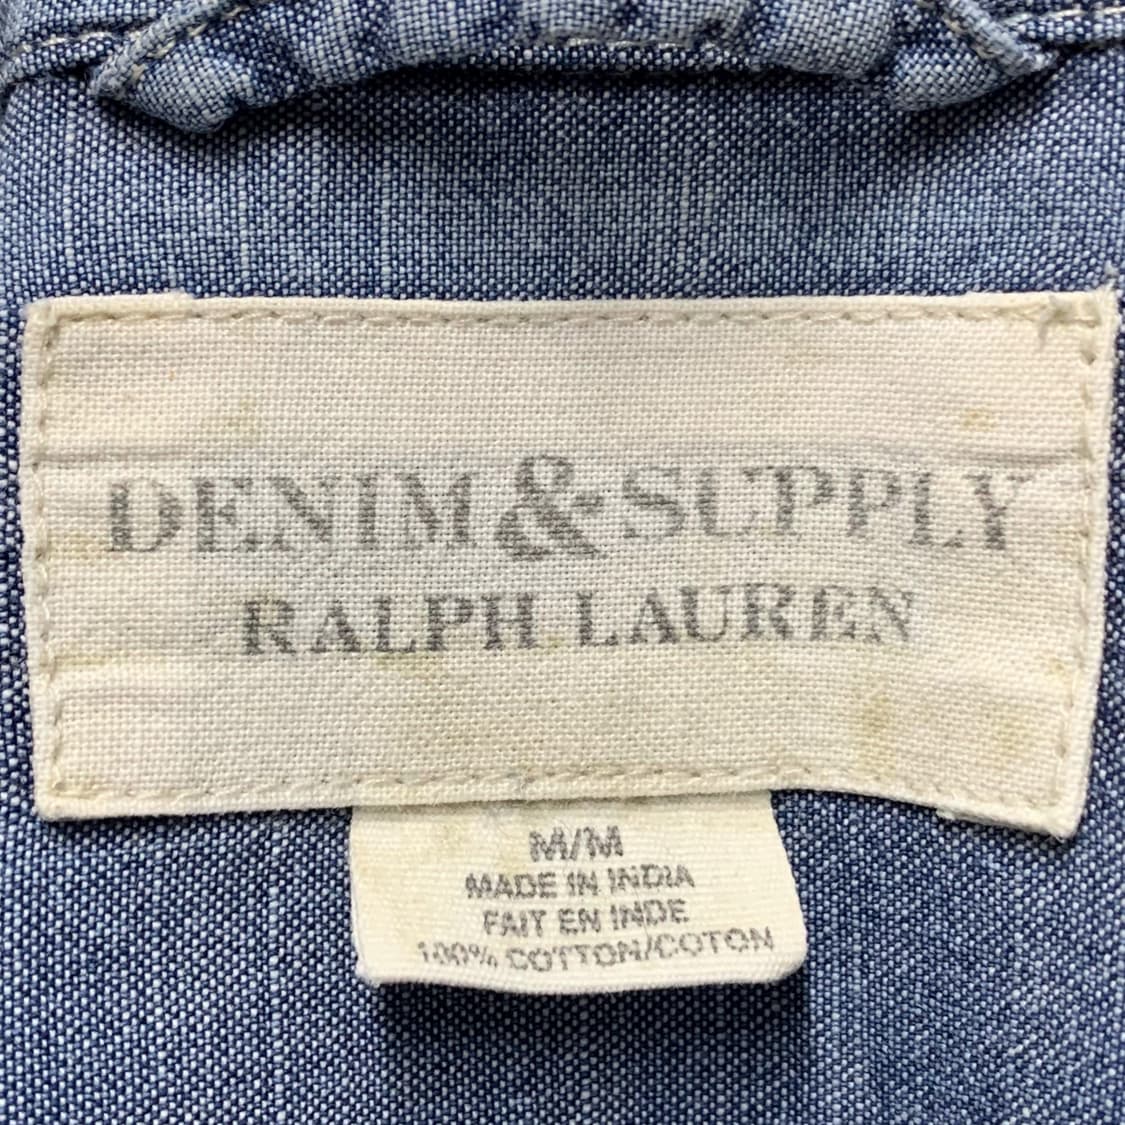 DENIM & SUPPLY
RALPH LAUREN
M/M
MADE IN INDIA
FAIT EN INDE
100% COTTON/COTON